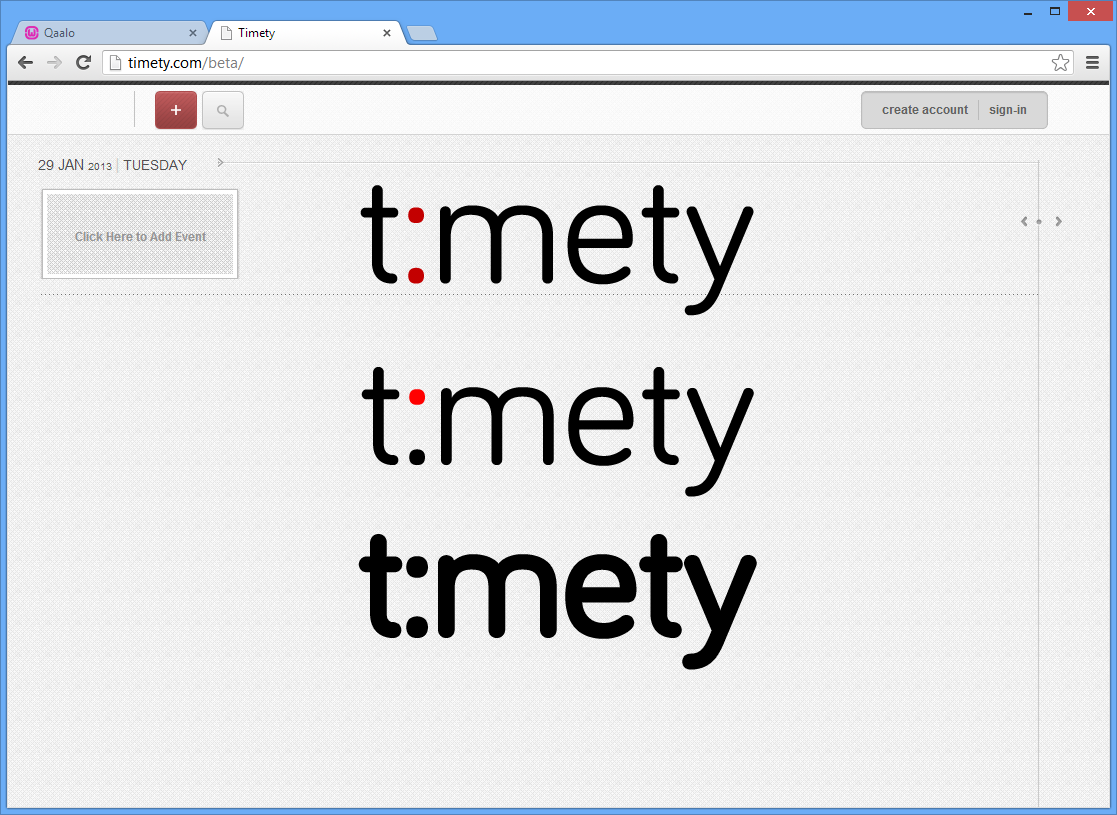 Qaalo
Timety
timety.com/beta/
+
create account sign-in
29 JAN 2013 | TUESDAY
Click Here to Add Event
t:mety
t:mety
t:mety